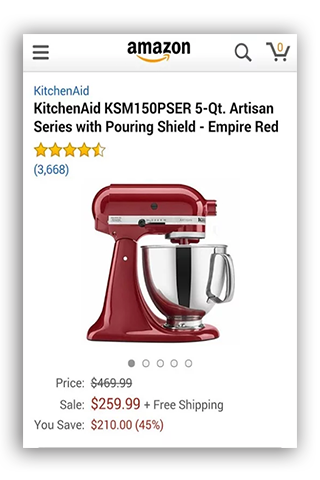 amazon
0
KitchenAid
KitchenAid KSM150PSER 5-Qt. Artisan
Series with Pouring Shield - Empire Red
(3,668)
Price: $469.99
Sale: $259.99 + Free Shipping
You Save: $210.00 (45%)